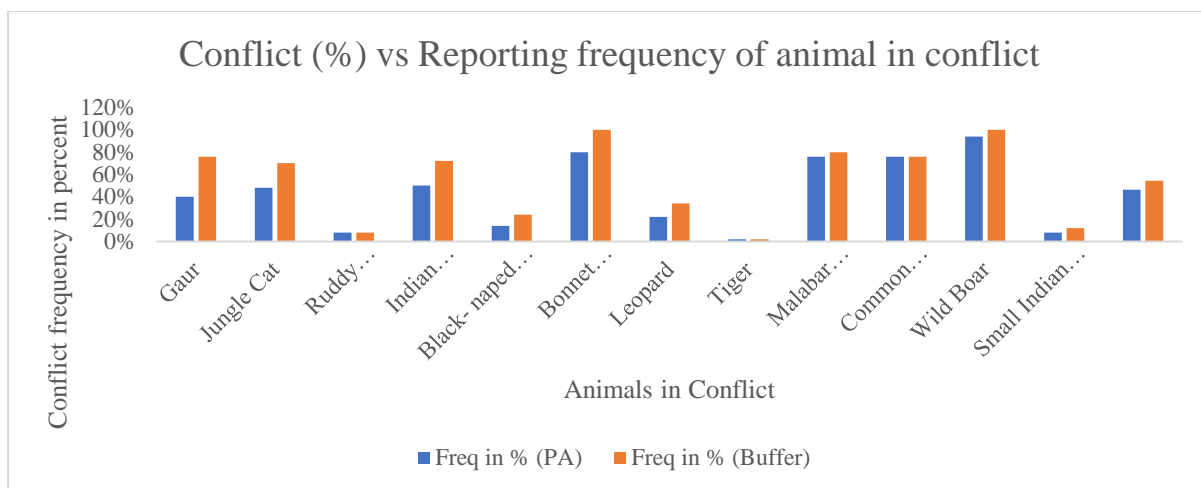 Conflict (%) vs Reporting frequency of animal in conflict
Conflict frequency in percent
120%
100%
80%
60%
40%
20%
0%
Gaur
Jungle Cat
Ruddy…
Indian…
Black- naped…
Bonnet…
Leopard
Tiger
Malabar…
Common…
Wild Boar
Small Indian…
Animals in Conflict
Freq in % (PA) Freq in % (Buffer)